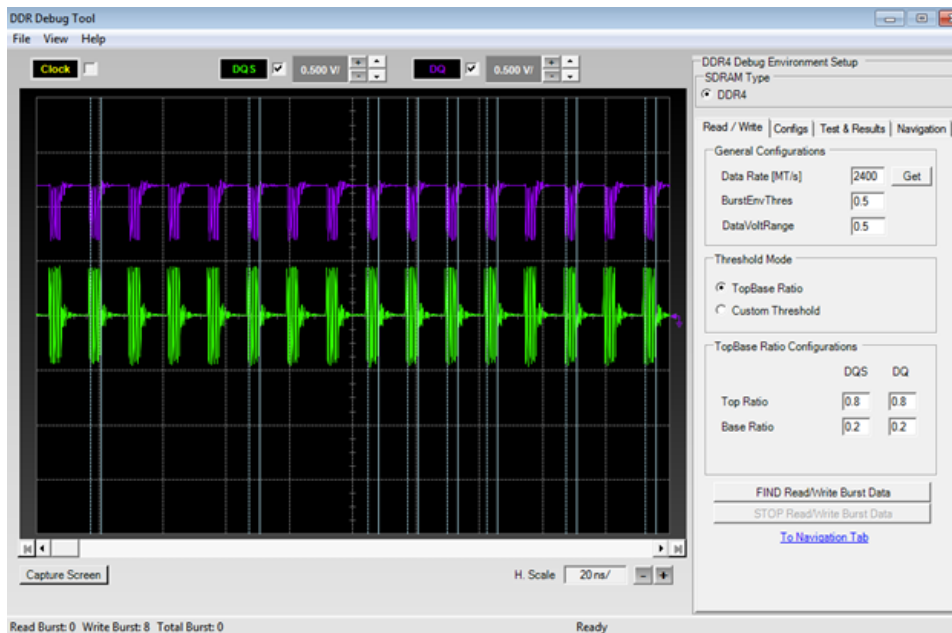 DDR Debug Tool
File View Help
Clock DQS 0.500 V/ + - DQ 0.500 V/ + -
DDR4 Debug Environment Setup
SDRAM Type
DDR4
Read / Write Configs Test & Results Navigation
General Configurations
Data Rate [MT/s] 2400 Get
BurstEnvThres 0.5
DataVoltRange 0.5
Threshold Mode
TopBase Ratio
Custom Threshold
TopBase Ratio Configurations
DQS DQ
Top Ratio 0.8 0.8
Base Ratio 0.2 0.2
FIND Read/Write Burst Data
STOP Read/Write Burst Data
To Navigation Tab
Capture Screen H. Scale 20 ns/ - +
Read Burst: 0 Write Burst: 8 Total Burst: 0 Ready